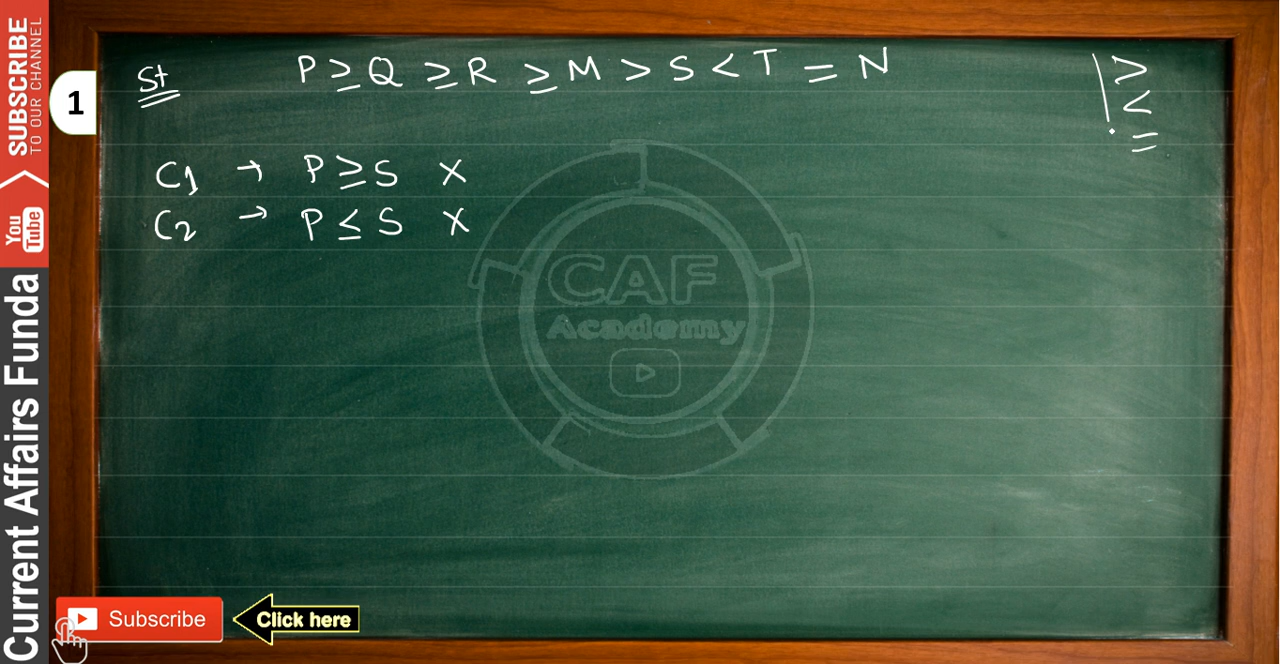 SUBSCRIBE
TO OUR CHANNEL
You Tube
Current Affairs Funda
1
St P ≥ Q ≥ R ≥ M > S < T = N
>
<
=
!
C1 → P ≥ S X
C2 → P ≤ S X
CAF
Academy
Subscribe
Click here